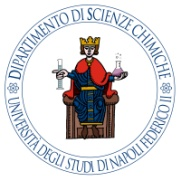 DIPARTIMENTO DI SCIENZE CHIMICHE
UNIVERSITÀ DEGLI STUDI DI NAPOLI FEDERICO II